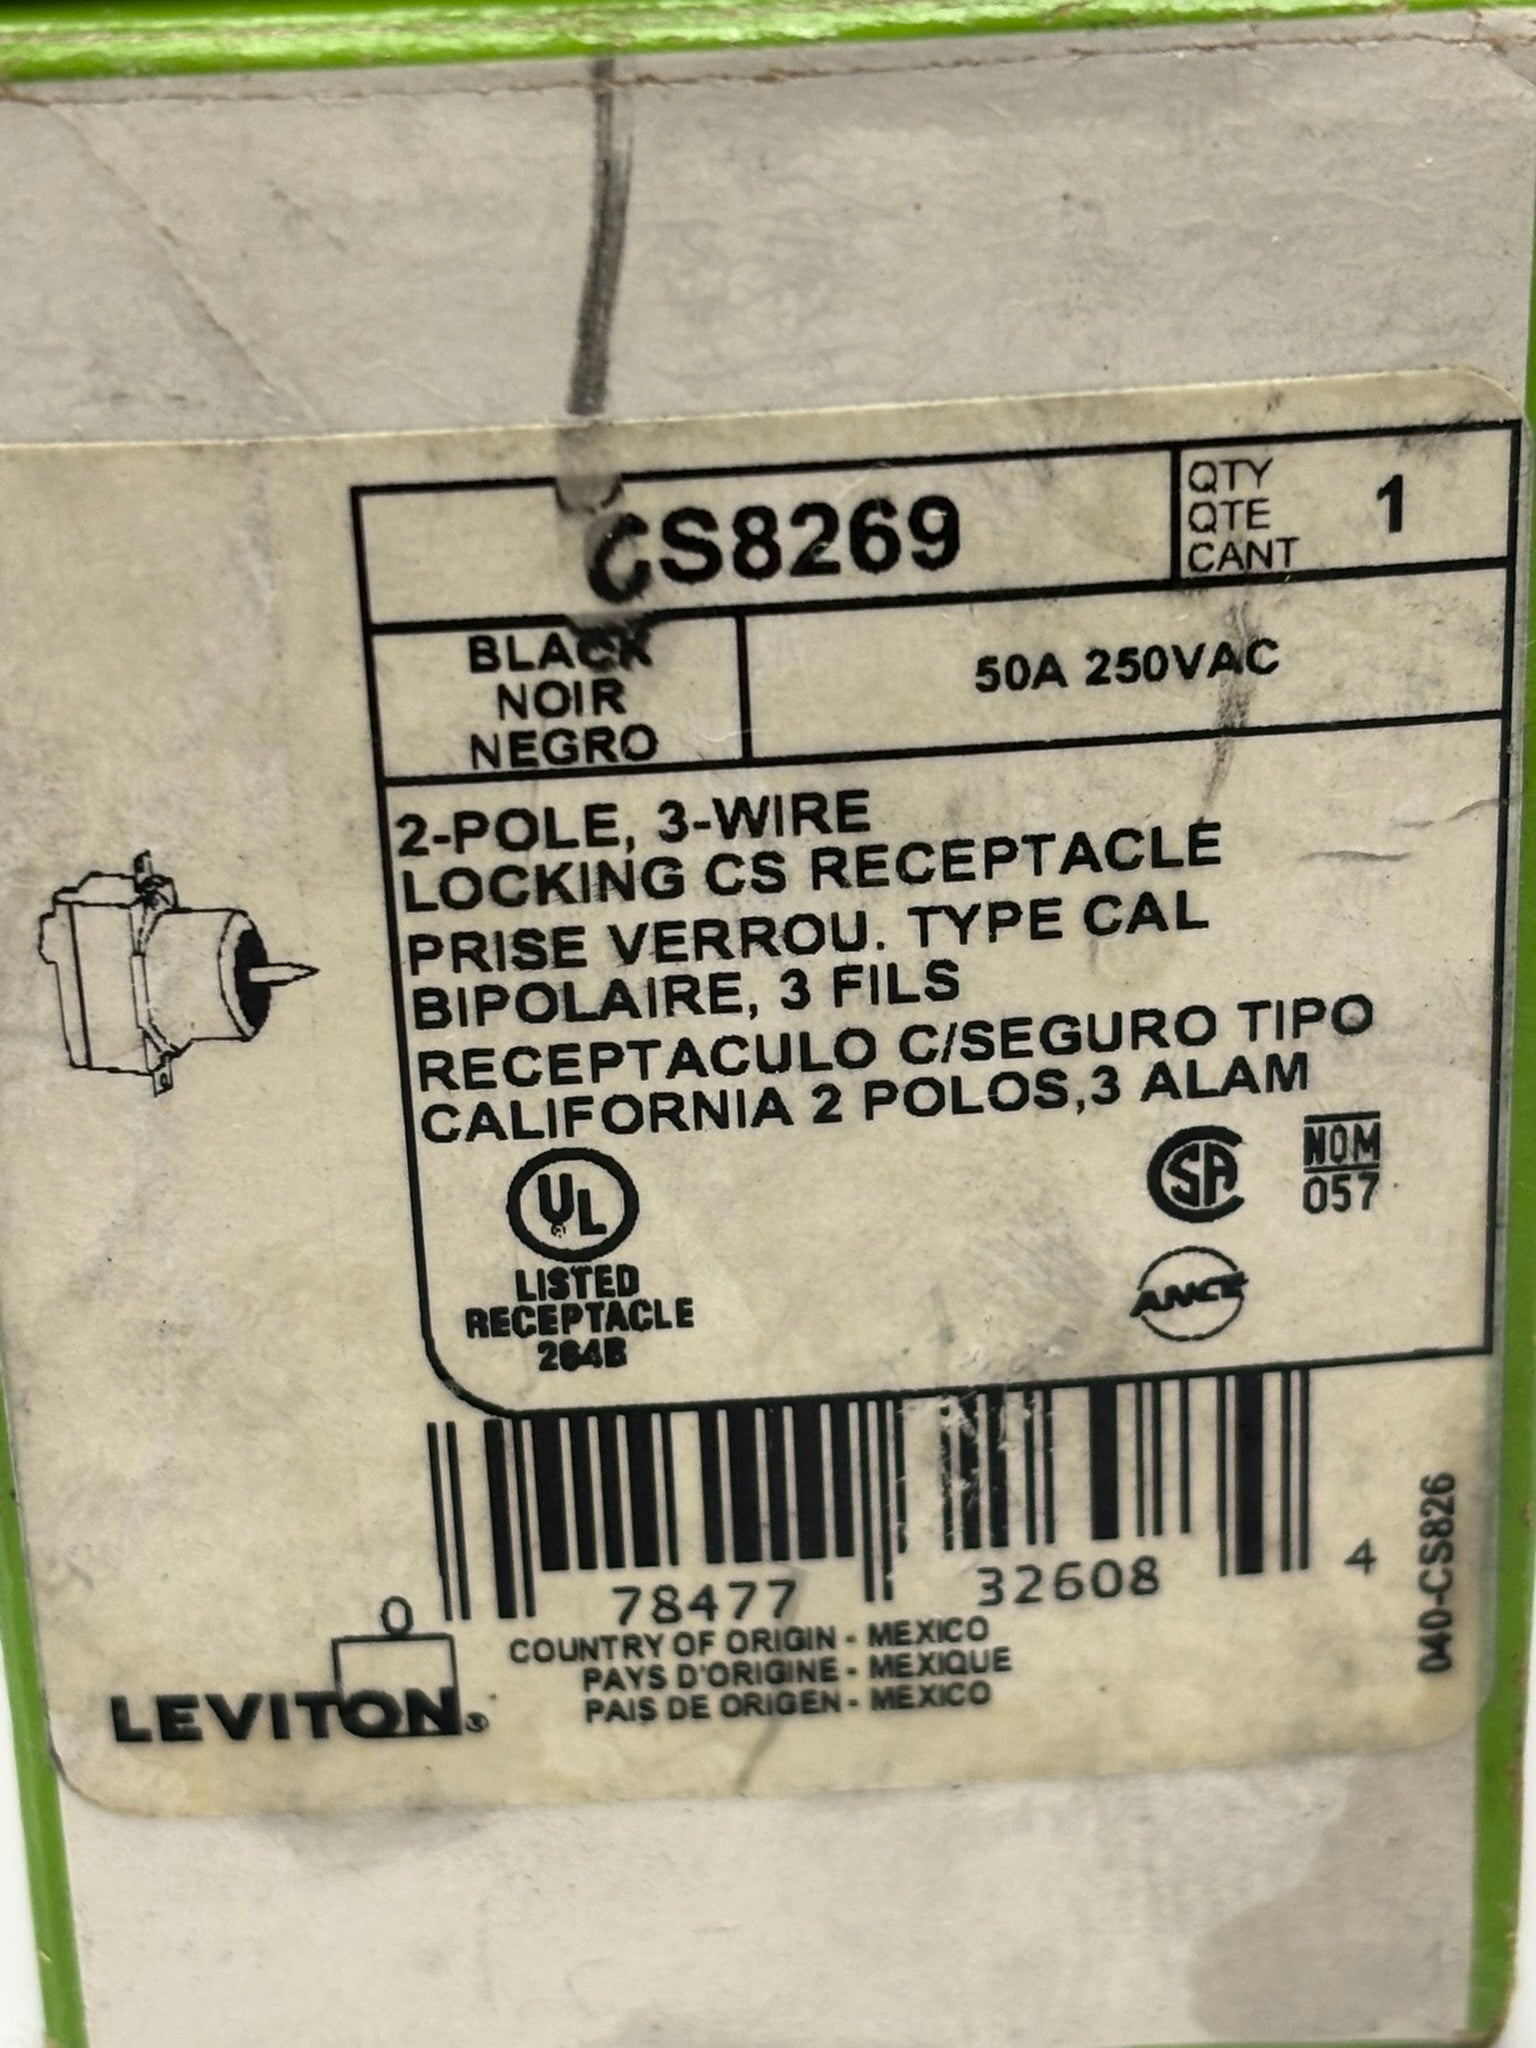 CS8269
QTY
QTE
CANT
1
BLACK
NOIR
NEGRO
50A 250VAC
2-POLE, 3-WIRE
LOCKING CS RECEPTACLE
PRISE VERROU. TYPE CAL
BIPOLAIRE, 3 FILS
RECEPTACULO C/SEGURO TIPO
CALIFORNIA 2 POLOS,3 ALAM
UL
LISTED
RECEPTACLE
264B
SA
NOM
057
ANCE
0 78477 32608 4
COUNTRY OF ORIGIN - MEXICO
PAYS D'ORIGINE - MEXIQUE
PAIS DE ORIGEN - MEXICO
LEVITON®
040-CS826